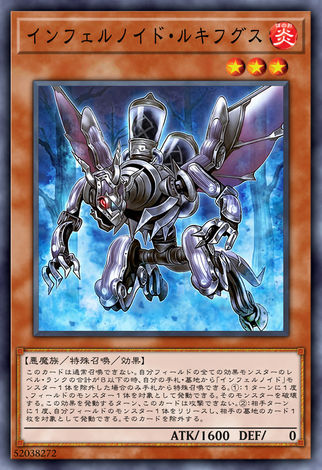 インフェルノイド・ルキフグス
炎
【悪魔族/特殊召喚/効果】
このカードは通常召喚できない。自分フィールドの全ての効果モンスターのレ
ベル・ランクの合計が8以下の時、自分の手札・墓地から「インフェルノイド」モ
ンスター1体を除外した場合のみ手札から特殊召喚できる。①:1ターンに1
度、フィールドのモンスター1体を対象として発動できる。そのモンスターを破壊
する。この効果を発動するターン、このカードは攻撃できない。②:相手ターン
に1度、自分フィールドのモンスター1体をリリースし、相手の墓地のカード1
枚を対象として発動できる。そのカードを除外する。
ATK/1600 DEF/ 0
52038272